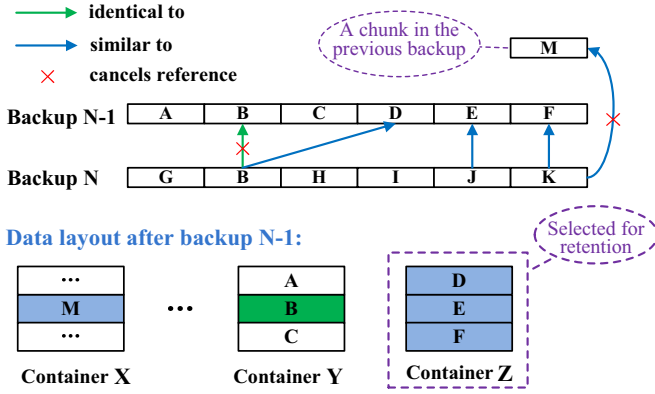 identical to
similar to
cancels reference
A chunk in the
previous backup
M
Backup N-1
A B C D E F
Backup N
G B H I J K
Data layout after backup N-1:
Selected for
retention
...
M
...
Container X
...
A
B
C
Container Y
D
E
F
Container Z